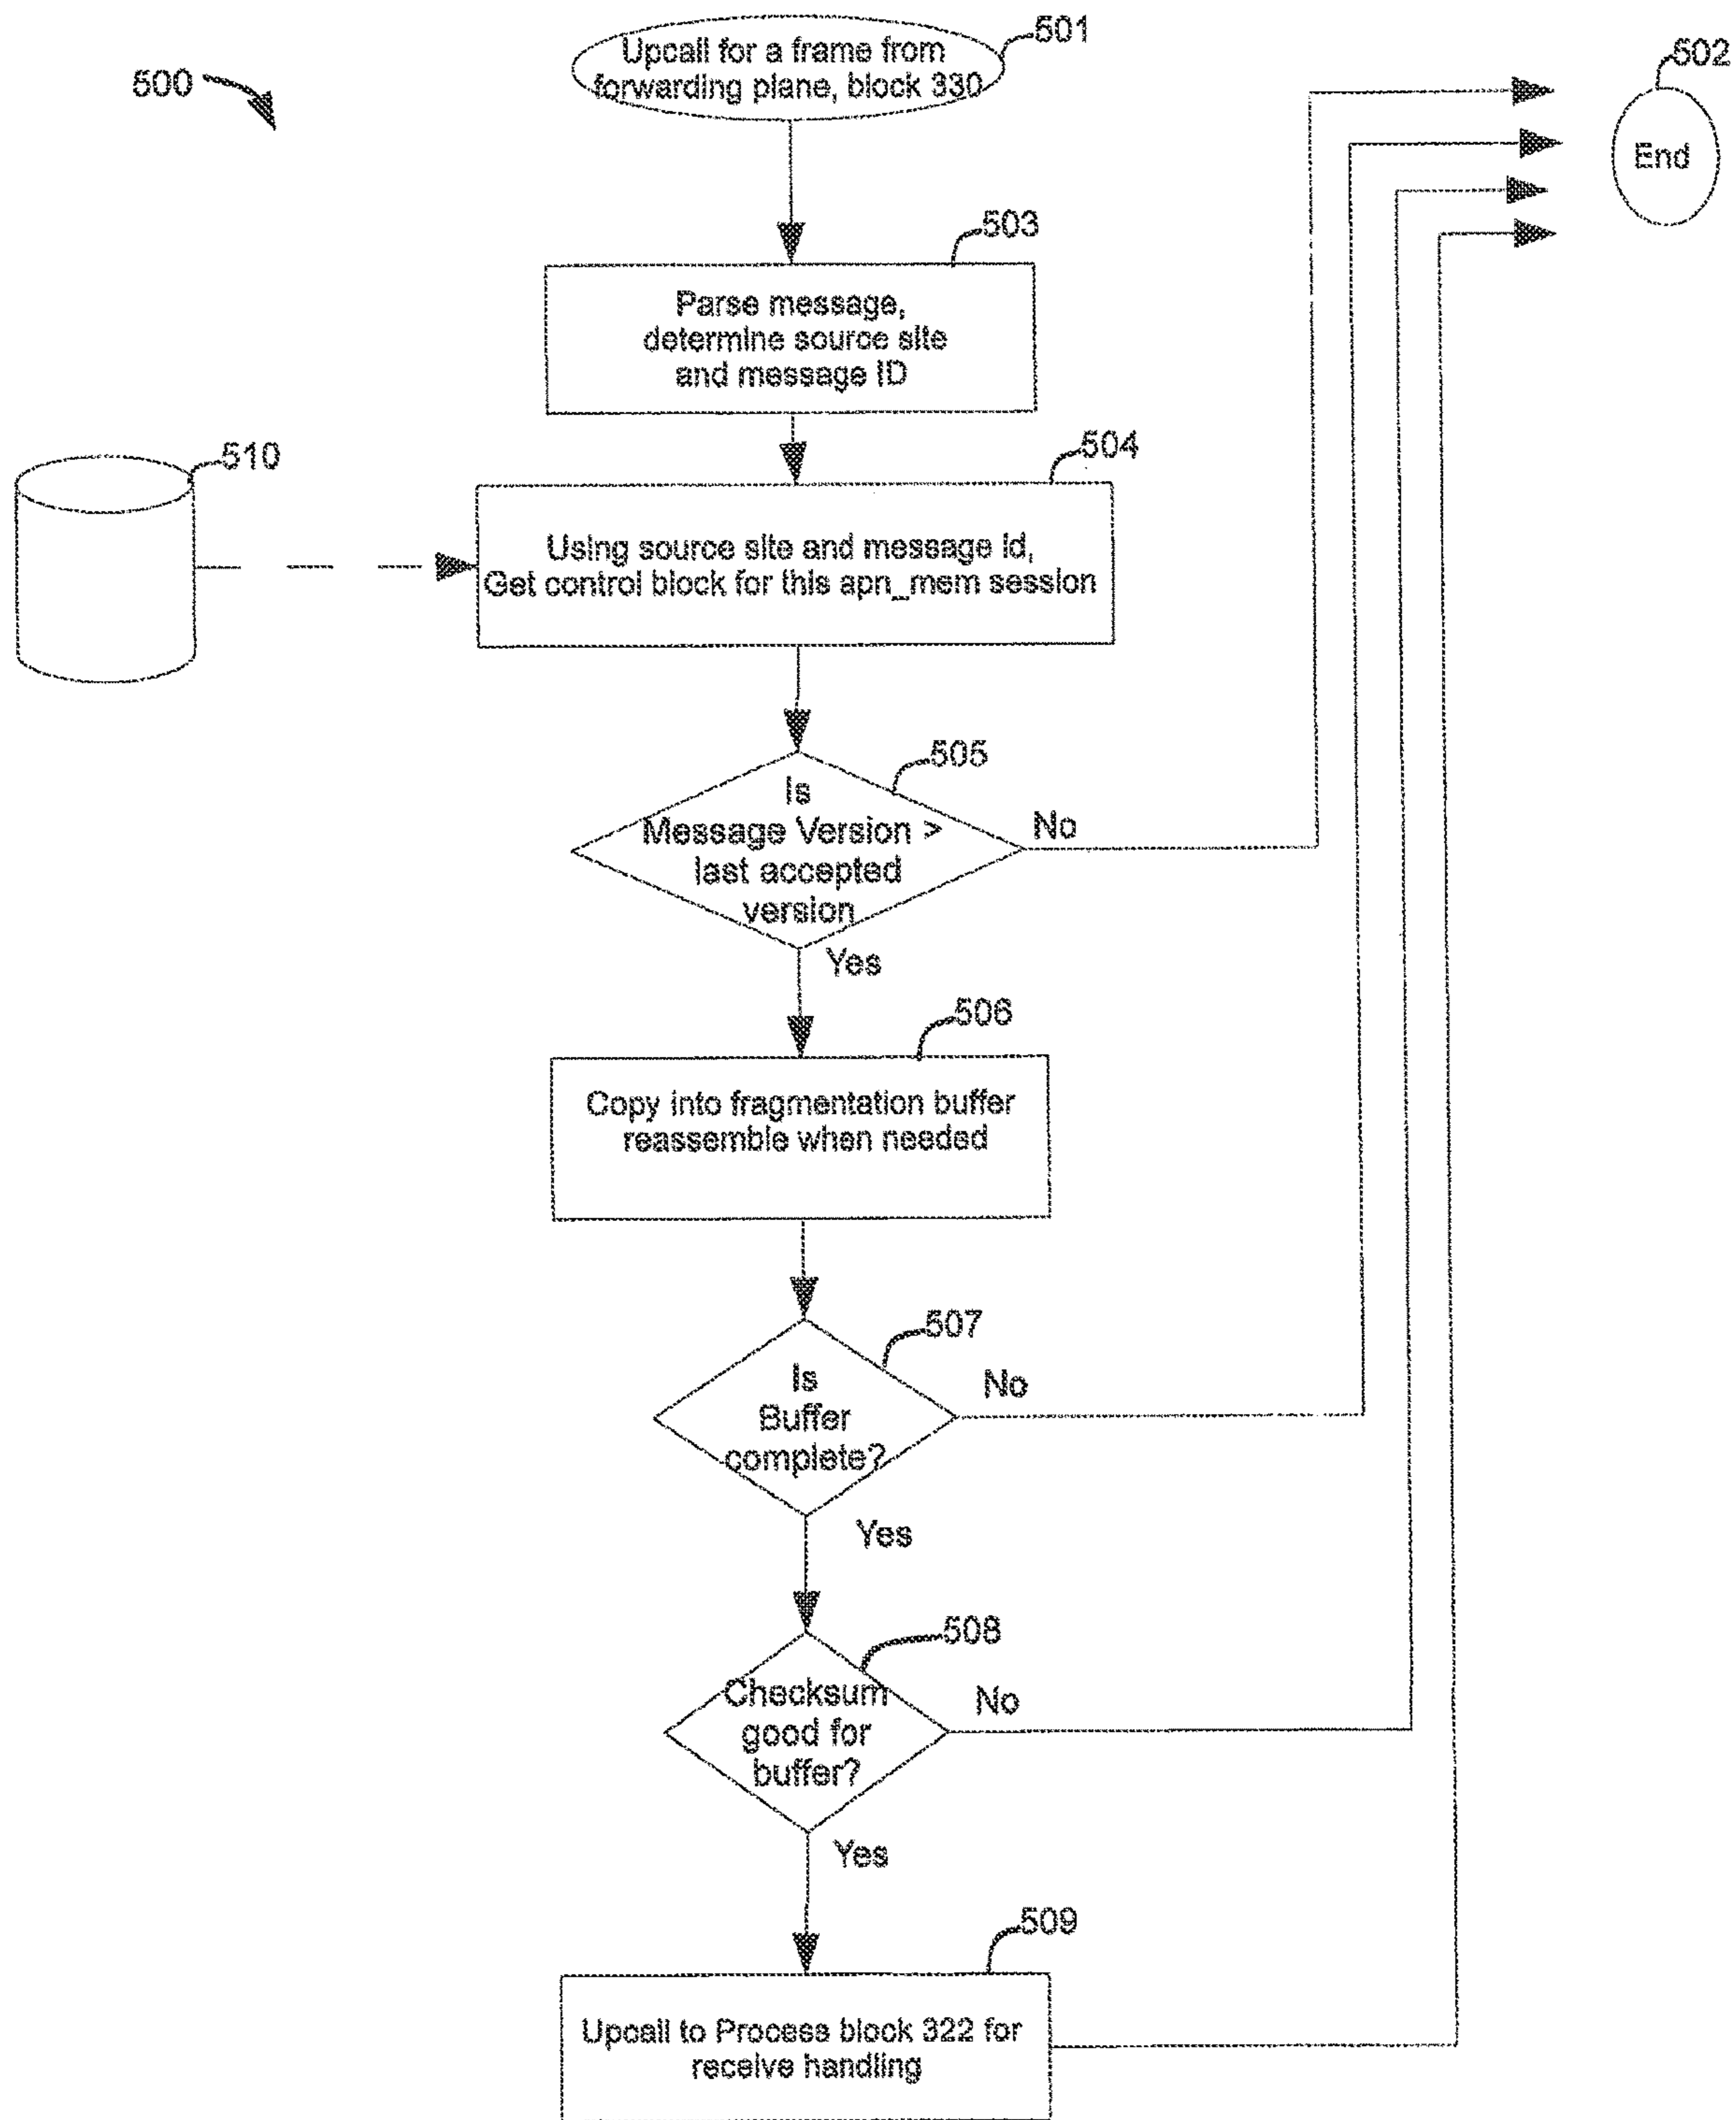 500
Upcall for a frame from
forwarding plane, block 330
501
502
End
503
Parse message,
determine source site
and message ID
510
504
Using source site and message id,
Get control block for this apn_mem session
505
Is
Message Version >
last accepted
version
No
Yes
506
Copy into fragmentation buffer
reassemble when needed
507
Is
Buffer
complete?
No
Yes
508
Checksum
good for
buffer?
No
Yes
509
Upcall to Process block 322 for
receive handling